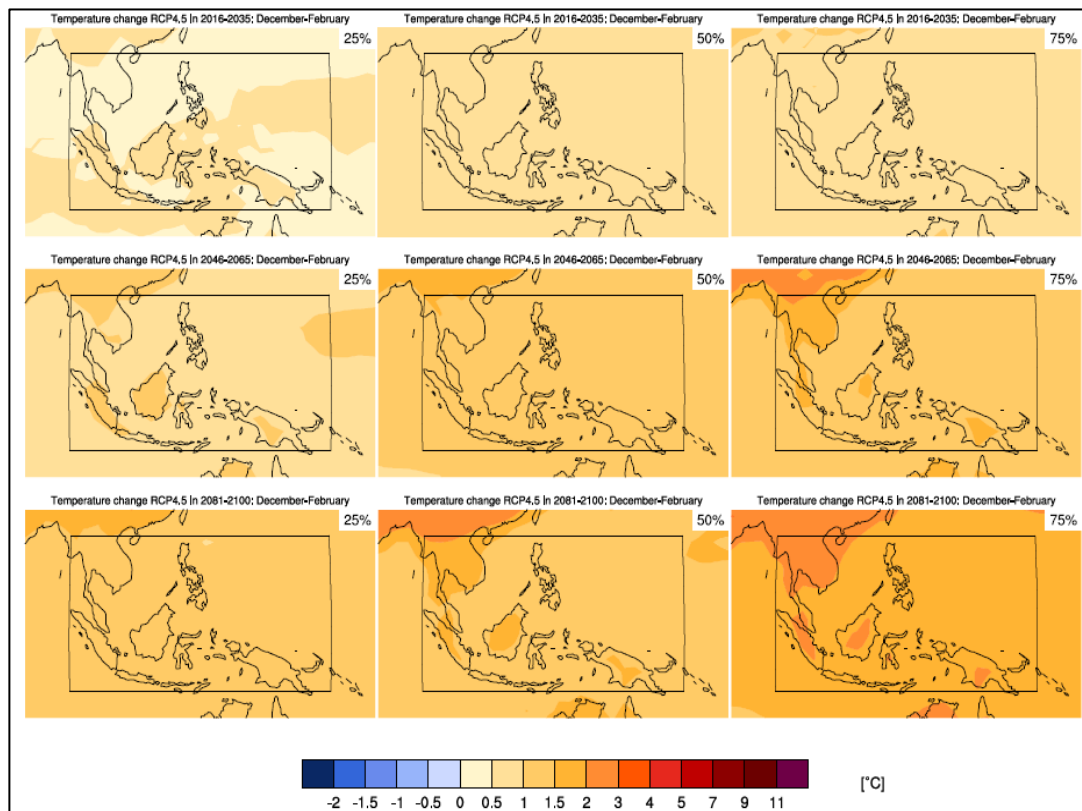 Temperature change RCP4.5 in 2016-2035: December-February
25%
Temperature change RCP4.5 in 2016-2035: December-February
50%
Temperature change RCP4.5 in 2016-2035: December-February
75%
Temperature change RCP4.5 in 2046-2065: December-February
25%
Temperature change RCP4.5 in 2046-2065: December-February
50%
Temperature change RCP4.5 in 2046-2065: December-February
75%
Temperature change RCP4.5 in 2081-2100: December-February
25%
Temperature change RCP4.5 in 2081-2100: December-February
50%
Temperature change RCP4.5 in 2081-2100: December-February
75%
-2 -1.5 -1 -0.5 0 0.5 1 1.5 2 3 4 5 7 9 11
[°C]